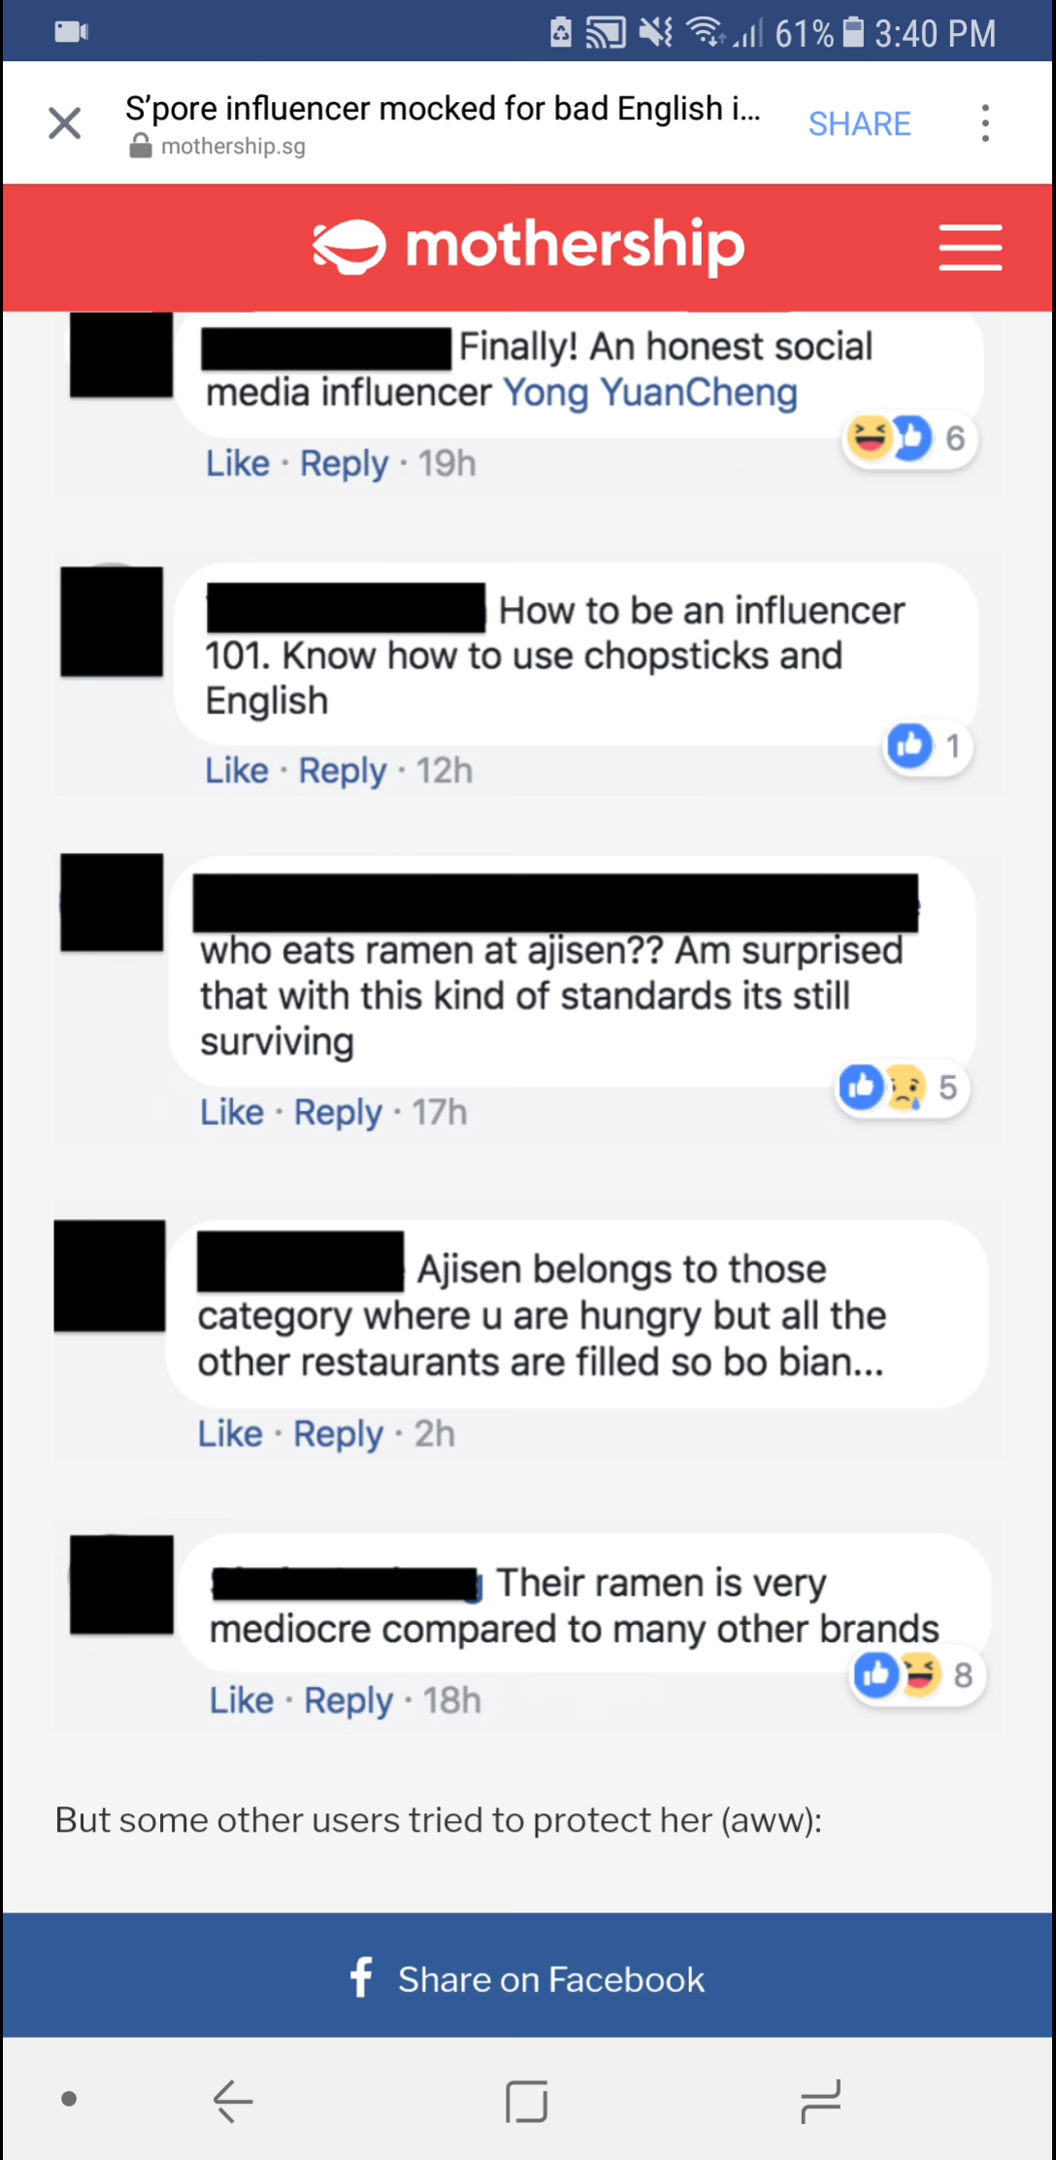 61% 3:40 PM
S'pore influencer mocked for bad English i...
SHARE
mothership.sg
mothership
Finally! An honest social
media influencer Yong YuanCheng
6
Like · Reply · 19h
How to be an influencer
101. Know how to use chopsticks and
English
1
Like · Reply · 12h
who eats ramen at ajisen?? Am surprised
that with this kind of standards its still
surviving
5
Like · Reply · 17h
Ajisen belongs to those
category where u are hungry but all the
other restaurants are filled so bo bian...
Like · Reply · 2h
Their ramen is very
mediocre compared to many other brands
8
Like · Reply · 18h
But some other users tried to protect her (aww):
f Share on Facebook